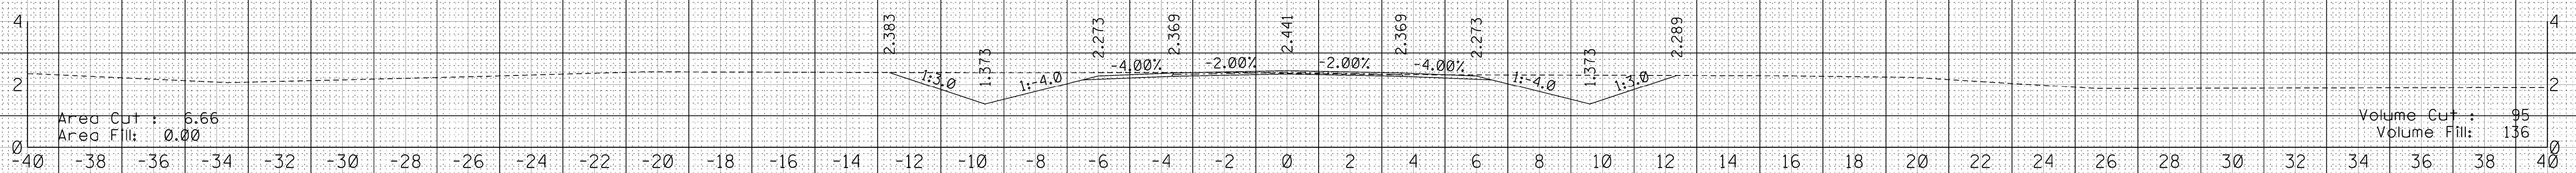 4 4
2.383 1.373 2.273 2.369 2.441 2.369 2.273 1.373 2.289
-4.00% -2.00% -2.00% -4.00%
1:3.0 1:-4.0 1:-4.0 1:3.0
2 2
Area Cut : 6.66 Volume Cut : 95
Area Fill: 0.00 Volume Fill: 136
0 0
-40 -38 -36 -34 -32 -30 -28 -26 -24 -22 -20 -18 -16 -14 -12 -10 -8 -6 -4 -2 0 2 4 6 8 10 12 14 16 18 20 22 24 26 28 30 32 34 36 38 40